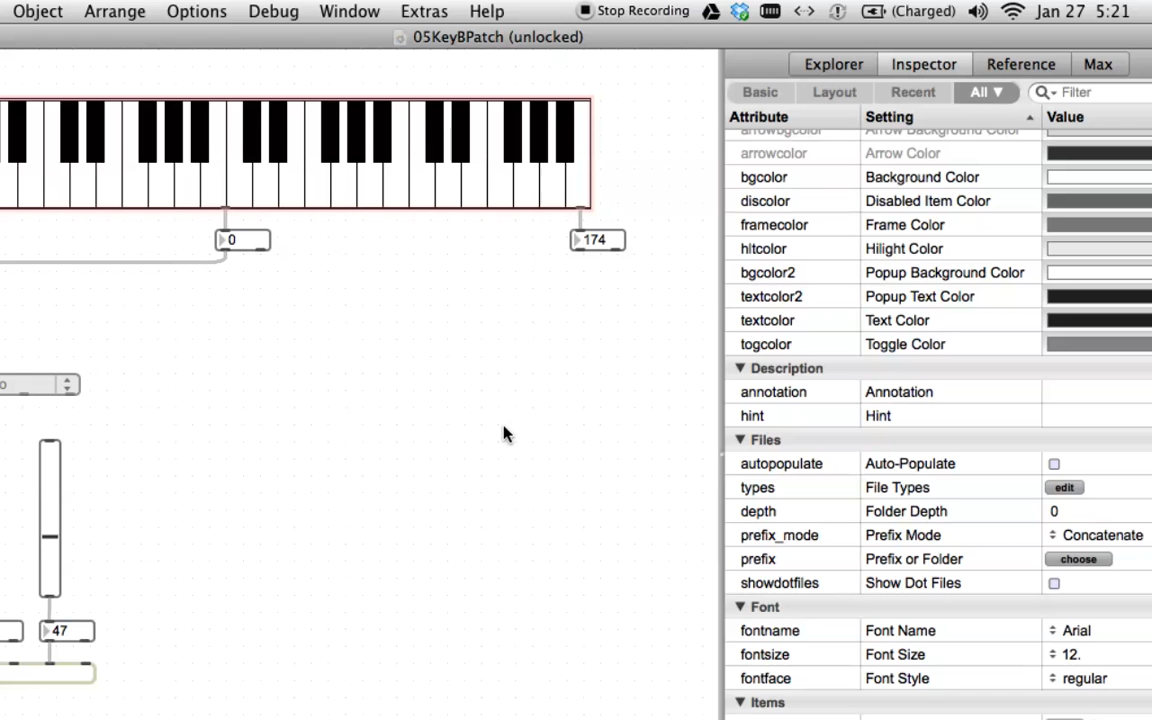 Object Arrange Options Debug Window Extras Help Stop Recording (Charged) Jan 27 5:21
05KeyBPatch (unlocked)
Explorer Inspector Reference Max
Basic Layout Recent All ▼ Filter
Attribute Setting Value
arrowbgcolor Arrow Background Color
arrowcolor Arrow Color
bgcolor Background Color
discolor Disabled Item Color
framecolor Frame Color
hltcolor Hilight Color
bgcolor2 Popup Background Color
textcolor2 Popup Text Color
textcolor Text Color
togcolor Toggle Color
▼ Description
annotation Annotation
hint Hint
▼ Files
autopopulate Auto-Populate
types File Types edit
depth Folder Depth 0
prefix_mode Prefix Mode Concatenate
prefix Prefix or Folder choose
showdotfiles Show Dot Files
▼ Font
fontname Font Name Arial
fontsize Font Size 12.
fontface Font Style regular
▼ Items
0
174
o
47